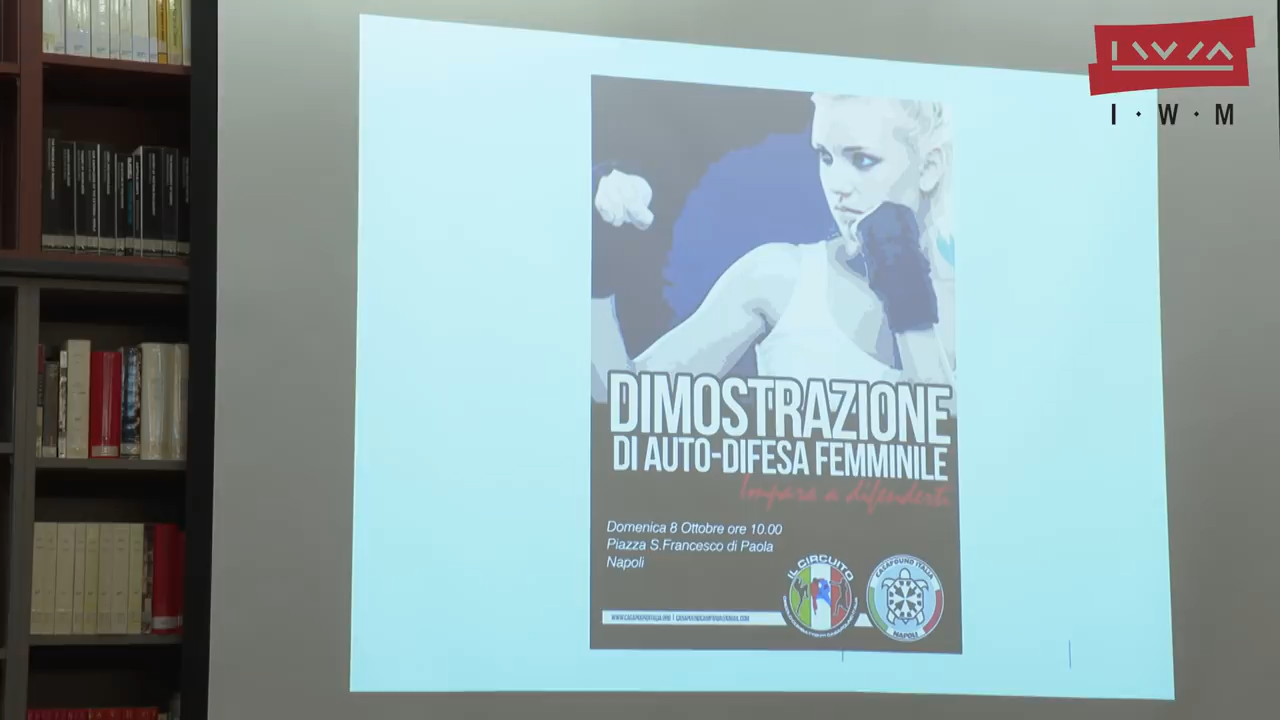 I·W·M
DIMOSTRAZIONE
DI AUTO-DIFESA FEMMINILE
Impara a difenderti
Domenica 8 Ottobre ore 10.00
Piazza S.Francesco di Paola
Napoli
IL CIRCUITO
CASAPOUND ITALIA
NAPOLI